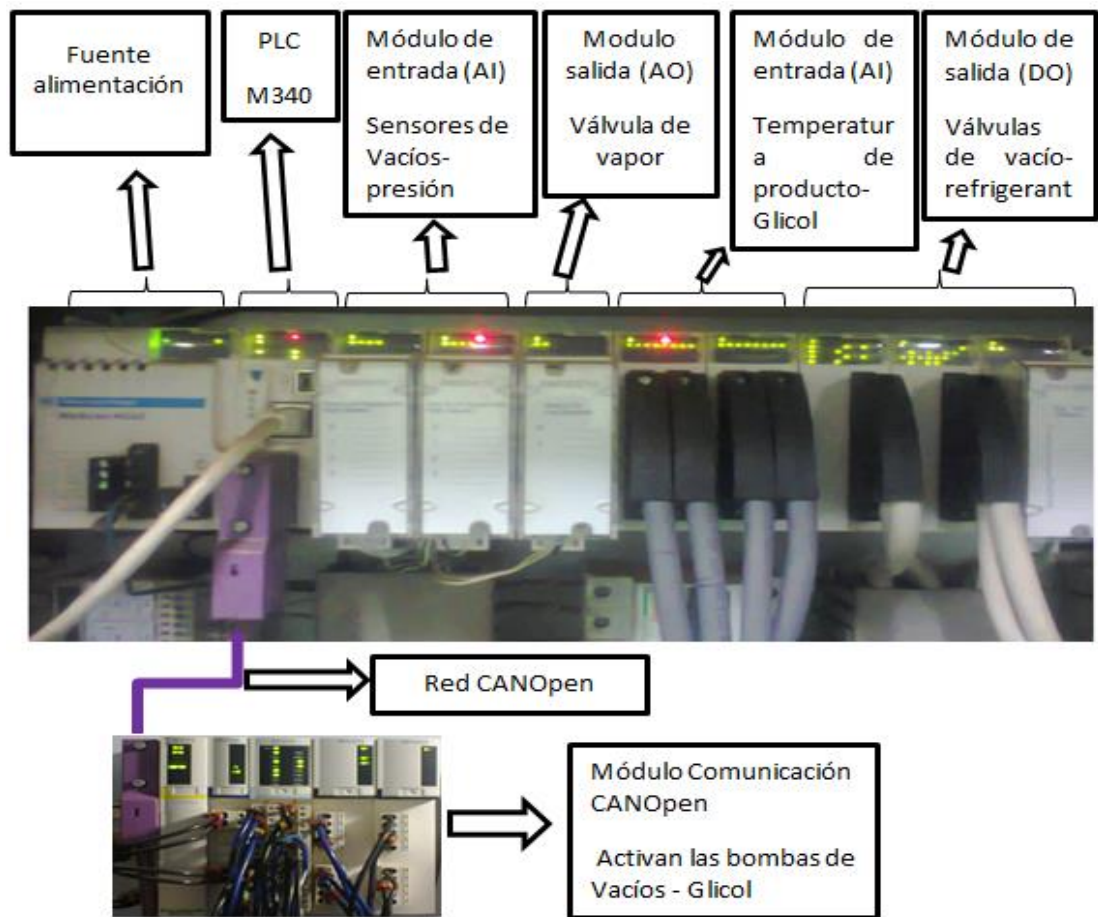 Fuente
alimentación
PLC
M340
Módulo de
entrada (AI)
Sensores de
Vacíos-
presión
Modulo
salida (AO)
Válvula de
vapor
Módulo de
entrada (AI)
Temperatur
a de
producto-
Glicol
Módulo de
salida (DO)
Válvulas
de vacío-
refrigerant
Red CANOpen
Módulo Comunicación
CANOpen
Activan las bombas de
Vacíos - Glicol